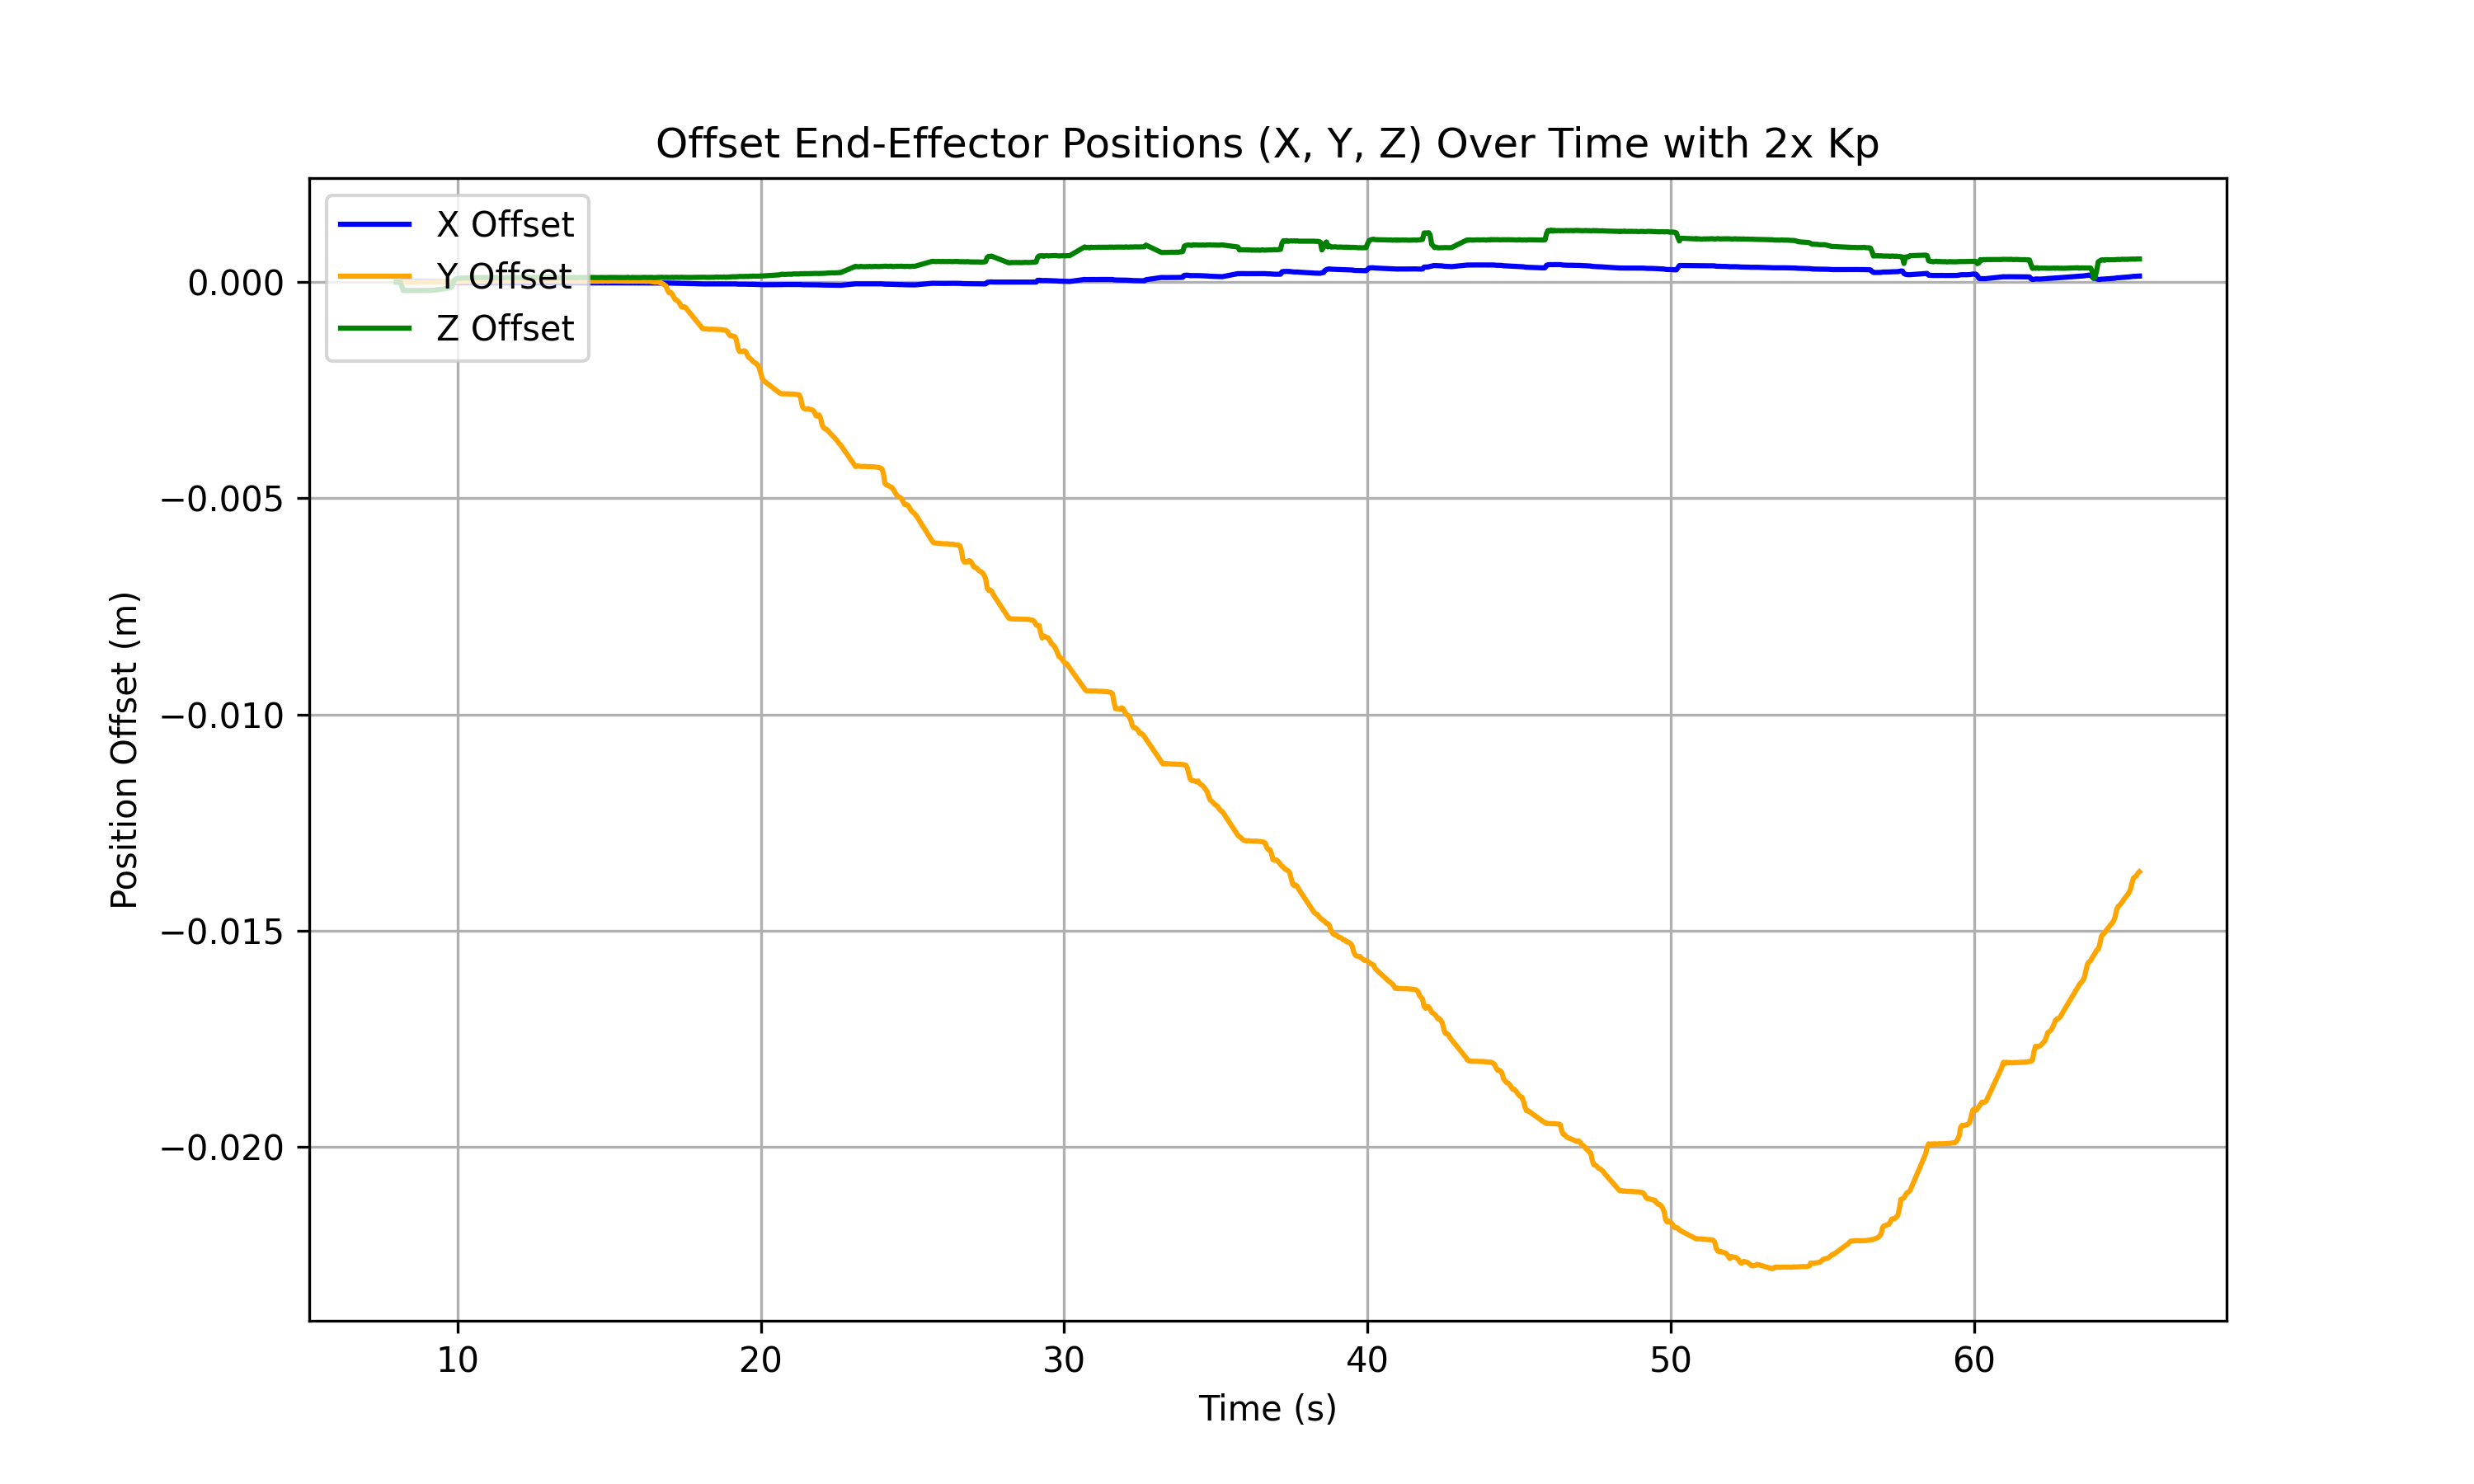 Offset End-Effector Positions (X, Y, Z) Over Time with 2x Kp
X Offset
Y Offset
Z Offset
0.000
−0.005
−0.010
−0.015
−0.020
Position Offset (m)
10 20 30 40 50 60
Time (s)